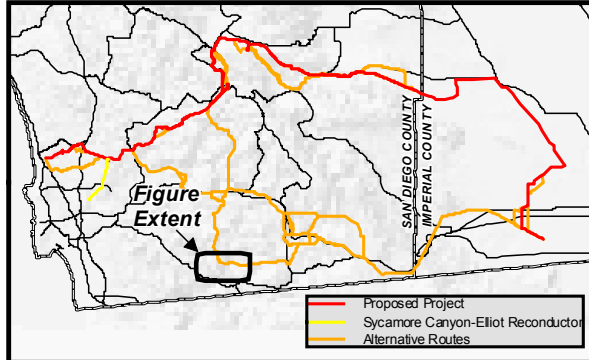 SAN DIEGO COUNTY
IMPERIAL COUNTY
Figure
Extent
Proposed Project
Sycamore Canyon-Elliot Reconductor
Alternative Routes